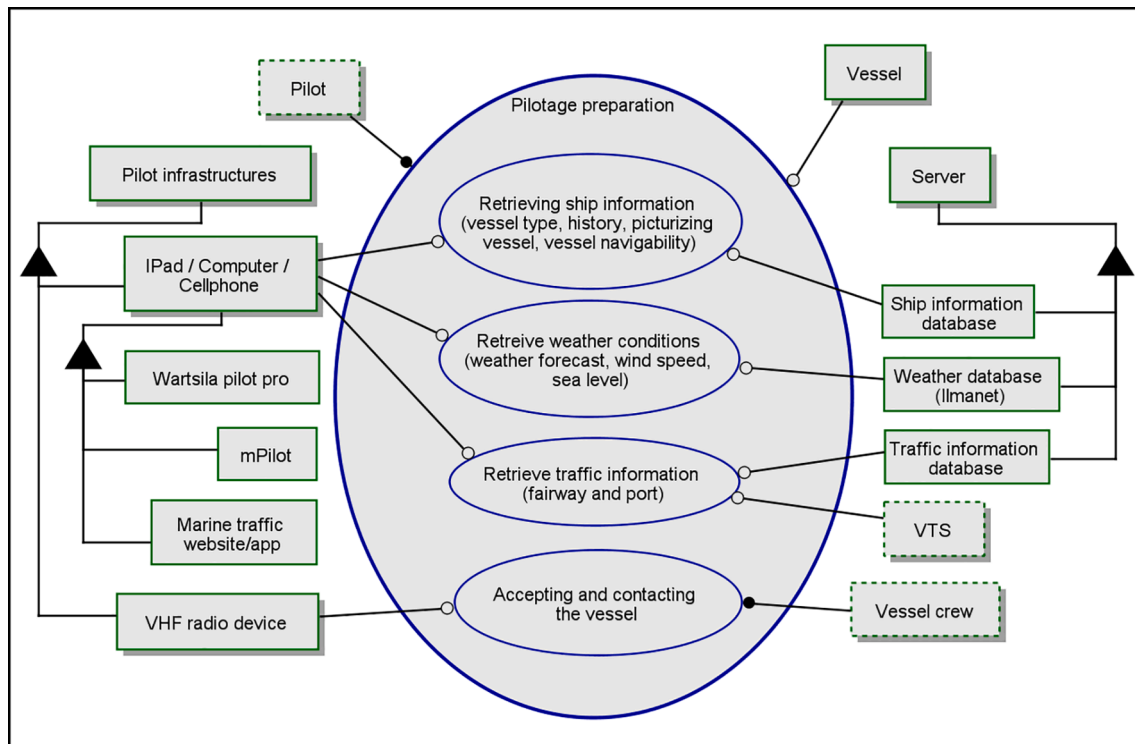 Pilot
Vessel
Pilotage preparation
Pilot infrastructures
Server
Retrieving ship information
(vessel type, history, picturizing
vessel, vessel navigability)
IPad / Computer /
Cellphone
Ship information
database
Retreive weather conditions
(weather forecast, wind speed,
sea level)
Wartsila pilot pro
Weather database
(Ilmanet)
mPilot
Retrieve traffic information
(fairway and port)
Traffic information
database
Marine traffic
website/app
VTS
Accepting and contacting
the vessel
VHF radio device
Vessel crew